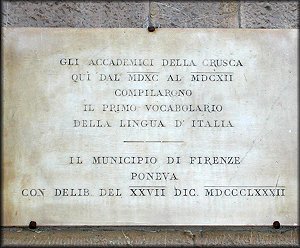 GLI ACCADEMICI DELLA CRUSCA
QUÌ DAL MDXC AL MDCXII
COMPILARONO
IL PRIMO VOCABOLARIO
DELLA LINGUA D' ITALIA
IL MUNICIPIO DI FIRENZE
PONEVA
CON DELIB. DEL XXVII DIC. MDCCCLXXXII